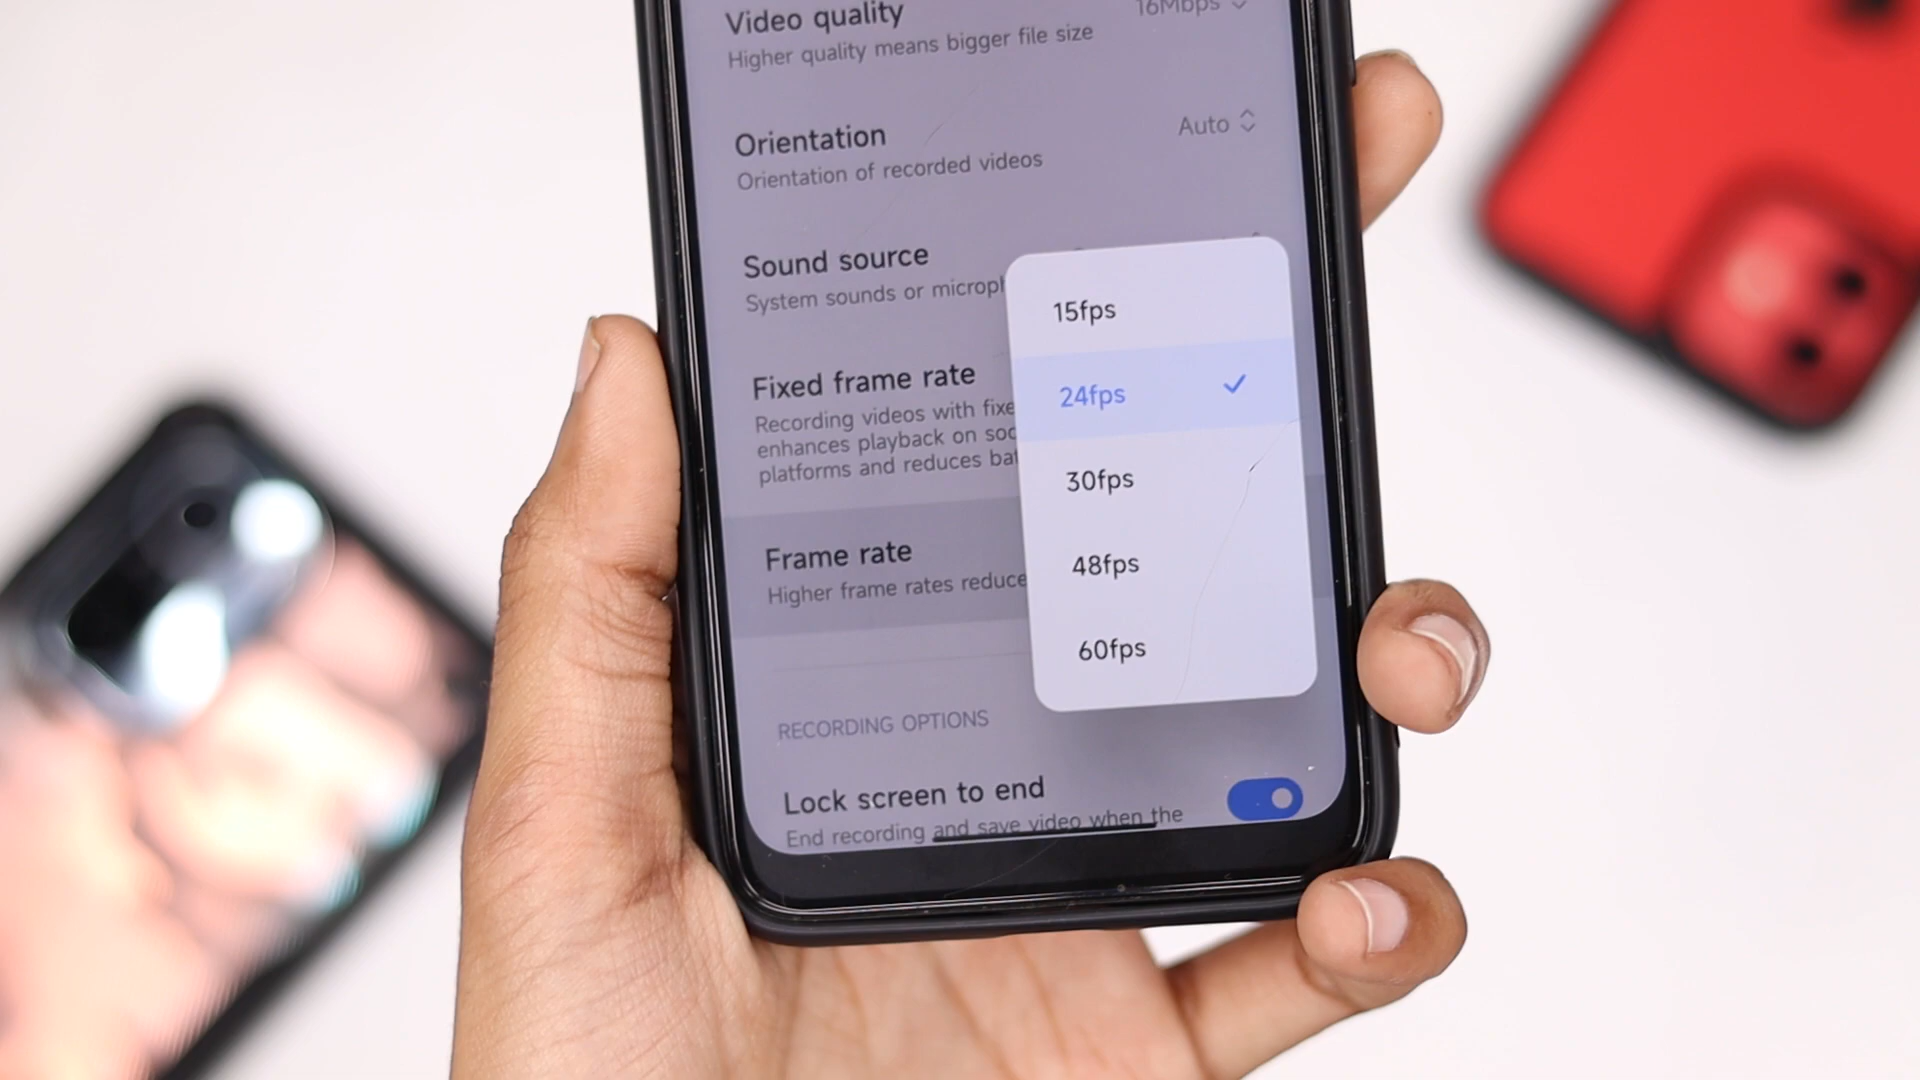 Video quality
16Mbps
Higher quality means bigger file size
Orientation
Auto
Orientation of recorded videos
Sound source
System sounds or microph
15fps
Fixed frame rate
24fps
Recording videos with fixe
enhances playback on soc
platforms and reduces bat
30fps
Frame rate
48fps
Higher frame rates reduce
60fps
RECORDING OPTIONS
Lock screen to end
End recording and save video when the